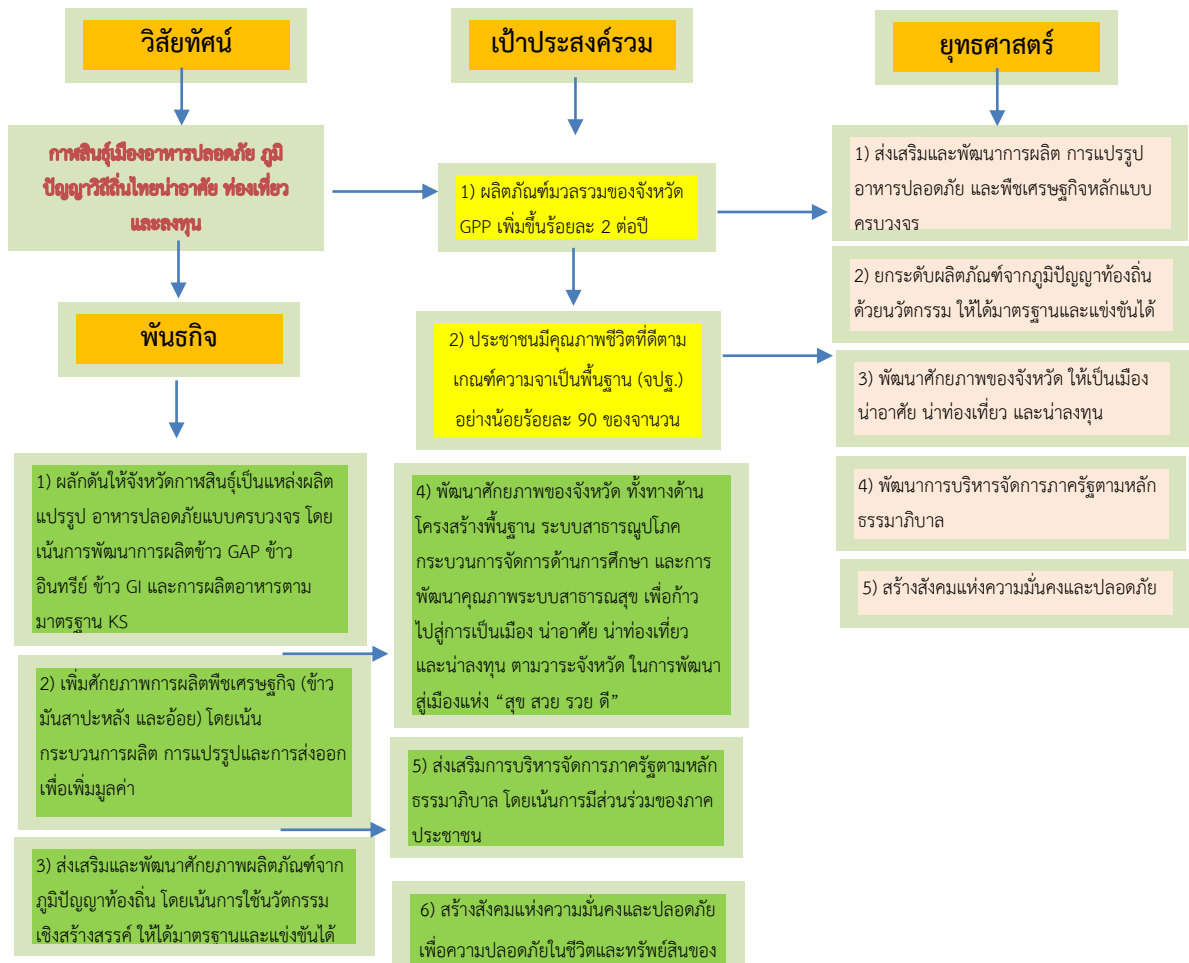 วิสัยทัศน์
กาฬสินธุ์เมืองอาหารปลอดภัย ภูมิ
ปัญญาวิถีถิ่นไทยน่าอาศัย ท่องเที่ยว
และลงทุน
พันธกิจ
1) ผลักดันให้จังหวัดกาฬสินธุ์เป็นแหล่งผลิต
แปรรูป อาหารปลอดภัยแบบครบวงจร โดย
เน้นการพัฒนาการผลิตข้าว GAP ข้าว
อินทรีย์ ข้าว GI และการผลิตอาหารตาม
มาตรฐาน KS
2) เพิ่มศักยภาพการผลิตพืชเศรษฐกิจ (ข้าว
มันสาปะหลัง และอ้อย) โดยเน้น
กระบวนการผลิต การแปรรูปและการส่งออก
เพื่อเพิ่มมูลค่า
3) ส่งเสริมและพัฒนาศักยภาพผลิตภัณฑ์จาก
ภูมิปัญญาท้องถิ่น โดยเน้นการใช้นวัตกรรม
เชิงสร้างสรรค์ ให้ได้มาตรฐานและแข่งขันได้
4) พัฒนาศักยภาพของจังหวัด ทั้งทางด้าน
โครงสร้างพื้นฐาน ระบบสาธารณูปโภค
กระบวนการจัดการด้านการศึกษา และการ
พัฒนาคุณภาพระบบสาธารณสุข เพื่อก้าว
ไปสู่การเป็นเมือง น่าอาศัย น่าท่องเที่ยว
และน่าลงทุน ตามวาระจังหวัด ในการพัฒนา
สู่เมืองแห่ง “สุข สวย รวย ดี”
5) ส่งเสริมการบริหารจัดการภาครัฐตามหลัก
ธรรมาภิบาล โดยเน้นการมีส่วนร่วมของภาค
ประชาชน
6) สร้างสังคมแห่งความมั่นคงและปลอดภัย
เพื่อความปลอดภัยในชีวิตและทรัพย์สินของ
เป้าประสงค์รวม
1) ผลิตภัณฑ์มวลรวมของจังหวัด
GPP เพิ่มขึ้นร้อยละ 2 ต่อปี
2) ประชาชนมีคุณภาพชีวิตที่ดีตาม
เกณฑ์ความจาเป็นพื้นฐาน (จปฐ.)
อย่างน้อยร้อยละ 90 ของจานวน
ยุทธศาสตร์
1) ส่งเสริมและพัฒนาการผลิต การแปรรูป
อาหารปลอดภัย และพืชเศรษฐกิจหลักแบบ
ครบวงจร
2) ยกระดับผลิตภัณฑ์จากภูมิปัญญาท้องถิ่น
ด้วยนวัตกรรม ให้ได้มาตรฐานและแข่งขันได้
3) พัฒนาศักยภาพของจังหวัด ให้เป็นเมือง
น่าอาศัย น่าท่องเที่ยว และน่าลงทุน
4) พัฒนาการบริหารจัดการภาครัฐตามหลัก
ธรรมาภิบาล
5) สร้างสังคมแห่งความมั่นคงและปลอดภัย